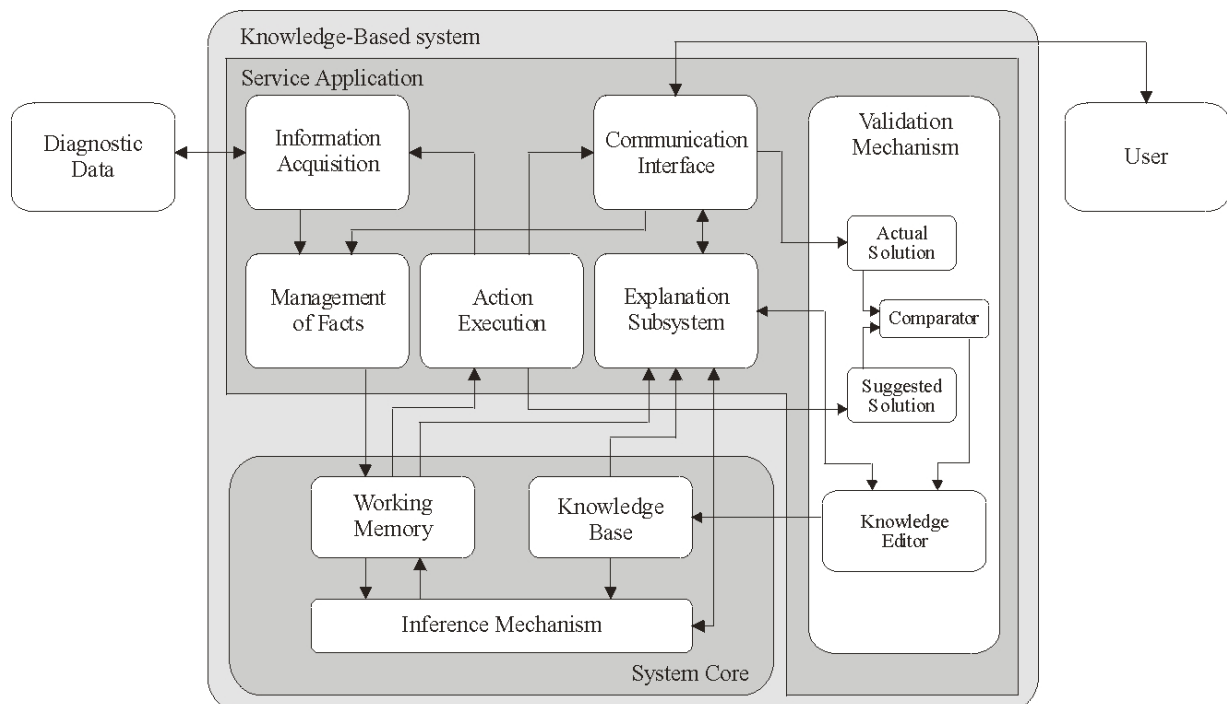 Knowledge-Based system
Service Application
Diagnostic
Data
Information
Acquisition
Communication
Interface
Validation
Mechanism
User
Actual
Solution
Management
of Facts
Action
Execution
Explanation
Subsystem
Comparator
Suggested
Solution
Working
Memory
Knowledge
Base
Knowledge
Editor
Inference Mechanism
System Core